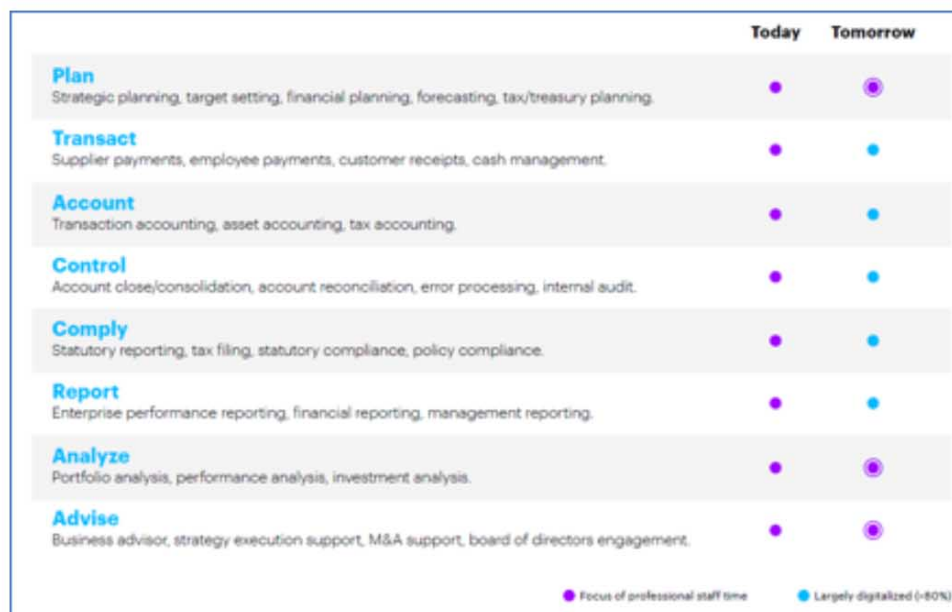 Today Tomorrow
Plan
Strategic planning, target setting, financial planning, forecasting, tax/treasury planning.
Transact
Supplier payments, employee payments, customer receipts, cash management.
Account
Transaction accounting, asset accounting, tax accounting.
Control
Account close/consolidation, account reconciliation, error processing, internal audit.
Comply
Statutory reporting, tax filing, statutory compliance, policy compliance.
Report
Enterprise performance reporting, financial reporting, management reporting.
Analyze
Portfolio analysis, performance analysis, investment analysis.
Advise
Business advisor, strategy execution support, M&A support, board of directors engagement.
Focus of professional staff time Largely digitalized